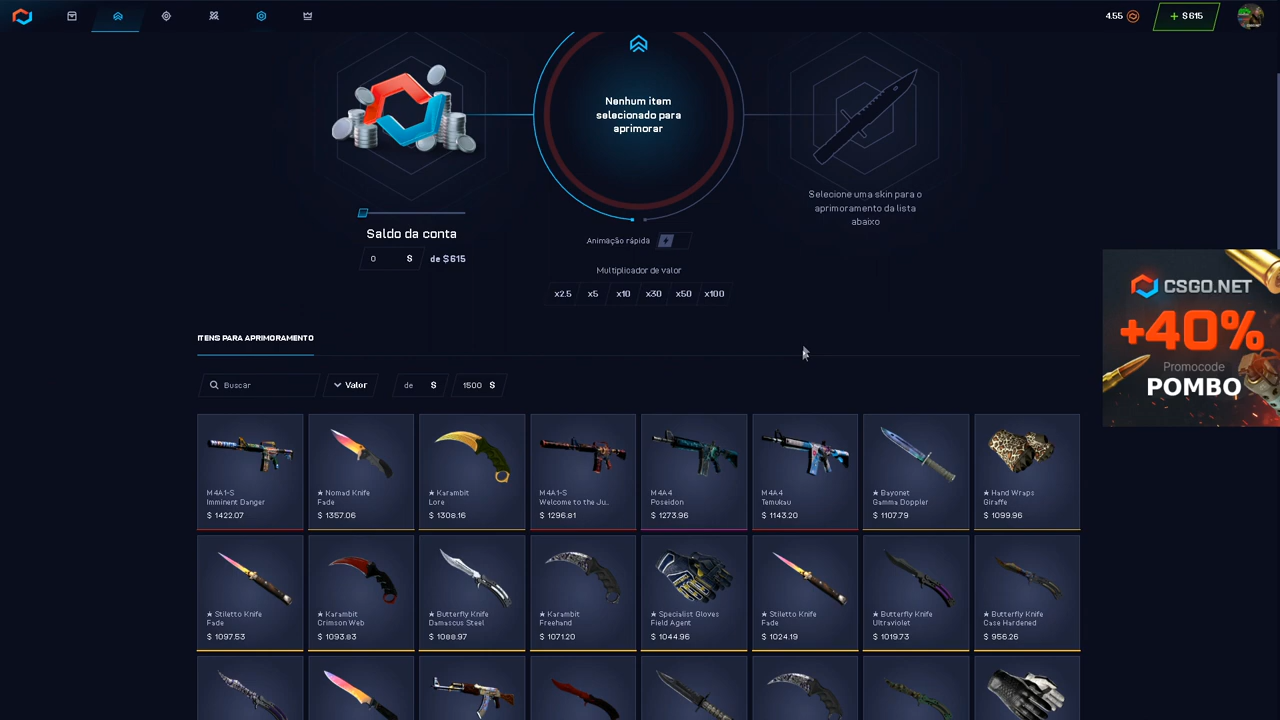 4.55
+ $ 615
Nenhum item
selecionado para
aprimorar
Selecione uma skin para o
aprimoramento da lista
abaixo
Saldo da conta
0 $ de $ 615
Animação rápida
Multiplicador de valor
x2.5 x5 x10 x30 x50 x100
CSGO.NET
+40%
Promocode
POMBO
ITENS PARA APRIMORAMENTO
Buscar Valor de $ 1500 $
M4A1-S
Imminent Danger
$ 1422.07
★ Nomad Knife
Fade
$ 1357.06
★ Karambit
Lore
$ 1308.16
M4A1-S
Welcome to the Ju...
$ 1296.81
M4A4
Poseidon
$ 1273.96
M4A4
Temukau
$ 1143.20
★ Bayonet
Gamma Doppler
$ 1107.79
★ Hand Wraps
Giraffe
$ 1099.96
★ Stiletto Knife
Fade
$ 1097.53
★ Karambit
Crimson Web
$ 1093.83
★ Butterfly Knife
Damascus Steel
$ 1088.97
★ Karambit
Freehand
$ 1071.20
★ Specialist Gloves
Field Agent
$ 1044.96
★ Stiletto Knife
Fade
$ 1024.19
★ Butterfly Knife
Ultraviolet
$ 1019.73
★ Butterfly Knife
Case Hardened
$ 956.26